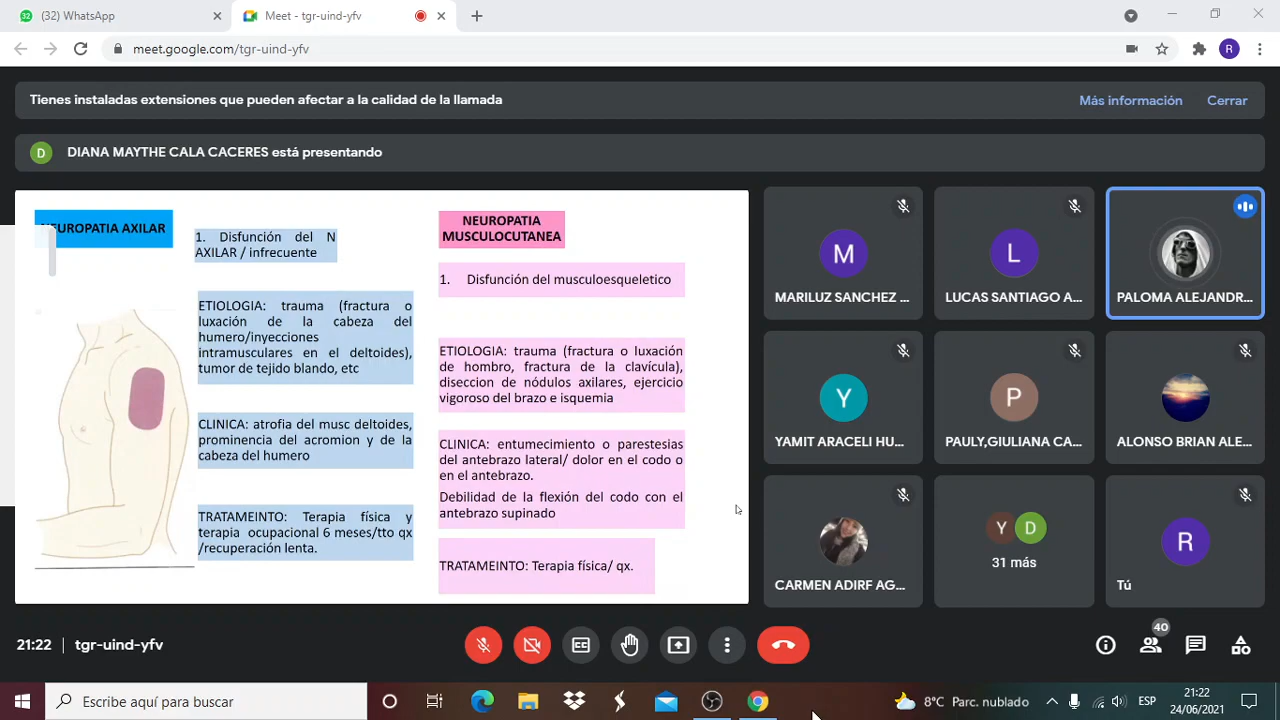 (32) WhatsApp
Meet - tgr-uind-yfv
meet.google.com/tgr-uind-yfv
R
Tienes instaladas extensiones que pueden afectar a la calidad de la llamada
Más información
Cerrar
D
DIANA MAYTHE CALA CACERES está presentando
UROPATIA AXILAR
1. Disfunción del N
AXILAR / infrecuente
ETIOLOGIA: trauma (fractura o
luxación de la cabeza del
humero/inyecciones
intramusculares en el deltoides),
tumor de tejido blando, etc
CLINICA: atrofia del musc deltoides,
prominencia del acromion y de la
cabeza del humero
TRATAMEINTO: Terapia física y
terapia ocupacional 6 meses/tto qx
/recuperación lenta.
NEUROPATIA
MUSCULOCUTANEA
1. Disfunción del musculoesqueletico
ETIOLOGIA: trauma (fractura o luxación
de hombro, fractura de la clavícula),
diseccion de nódulos axilares, ejercicio
vigoroso del brazo e isquemia
CLINICA: entumecimiento o parestesias
del antebrazo lateral/ dolor en el codo o
en el antebrazo.
Debilidad de la flexión del codo con el
antebrazo supinado
TRATAMEINTO: Terapia física/ qx.
M
MARILUZ SANCHEZ ...
L
LUCAS SANTIAGO A...
PALOMA ALEJANDR...
Y
YAMIT ARACELI HU...
P
PAULY,GIULIANA CA...
ALONSO BRIAN ALE...
CARMEN ADIRF AG...
Y D
31 más
R
Tú
21:22 | tgr-uind-yfv
40
Escribe aquí para buscar
8°C Parc. nublado
ESP
21:22
24/06/2021